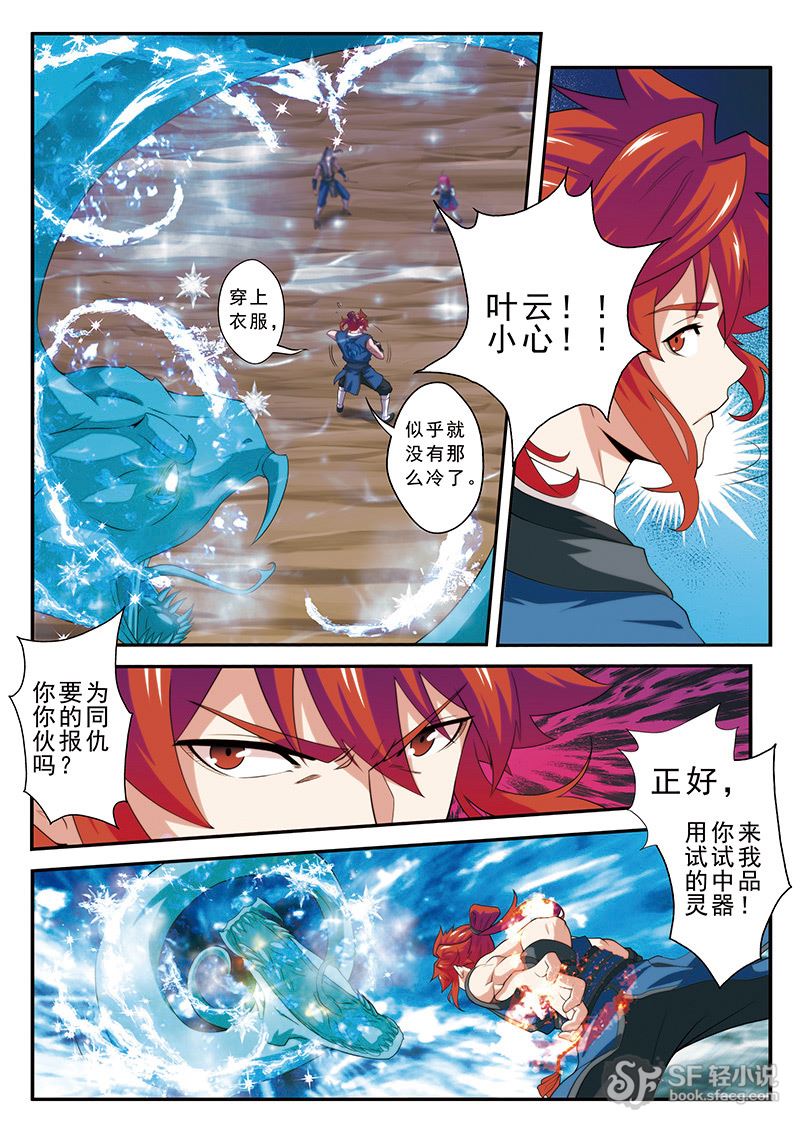 穿上
衣服，
似乎就
没有那
么冷了。
叶云！！
小心！！
你要为
你的同
伙报仇
吗？
正好，
用你来
试试我
的中品
灵器！
SF轻小说
book.sfacg.com